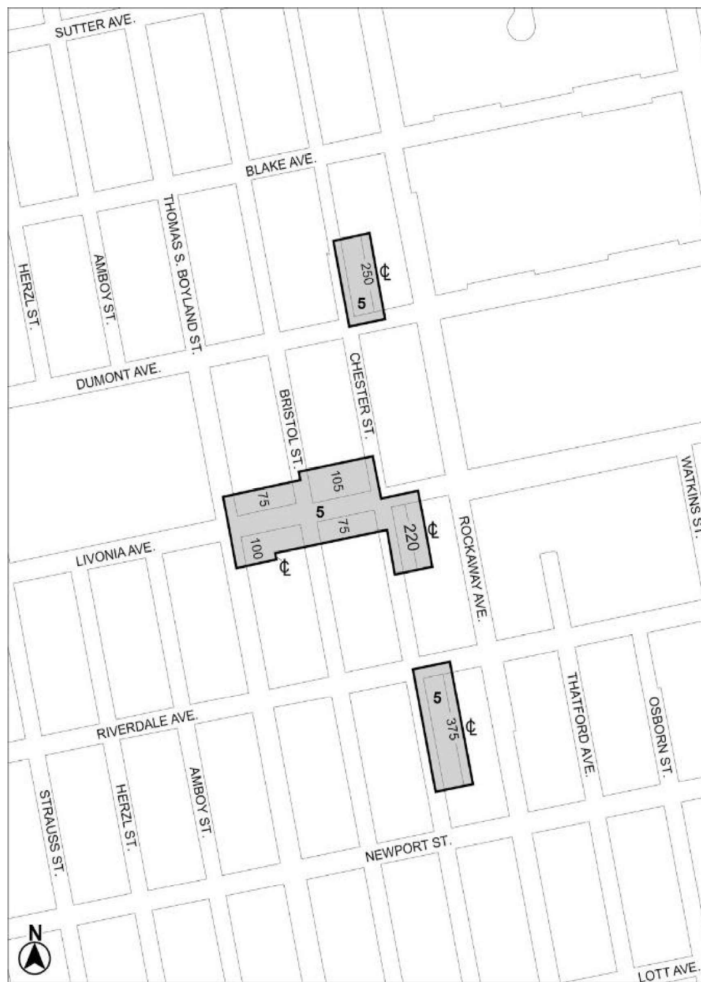 SUTTER AVE.
BLAKE AVE.
THOMAS S. BOYLAND ST.
HERZL ST.
AMBOY ST.
250
℄
5
DUMONT AVE.
BRISTOL ST.
CHESTER ST.
WATKINS ST.
75
105
5
75
100
℄
220
℄
ROCKAWAY AVE.
LIVONIA AVE.
RIVERDALE AVE.
5
375
℄
THATFORD AVE.
OSBORN ST.
STRAUSS ST.
HERZL ST.
AMBOY ST.
NEWPORT ST.
N
LOTT AVE.